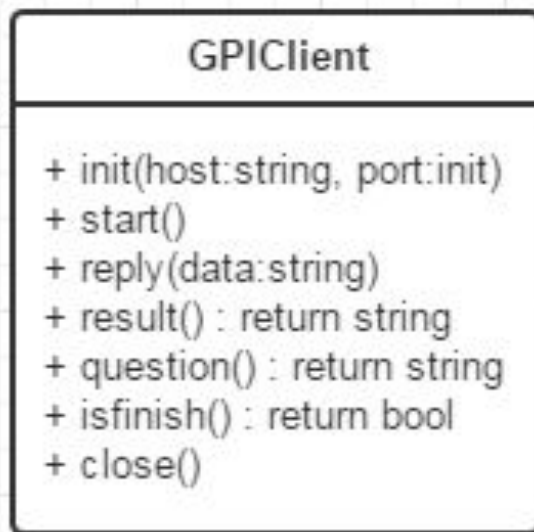 GPIClient
+ init(host:string, port:init)
+ start()
+ reply(data:string)
+ result() : return string
+ question() : return string
+ isfinish() : return bool
+ close()